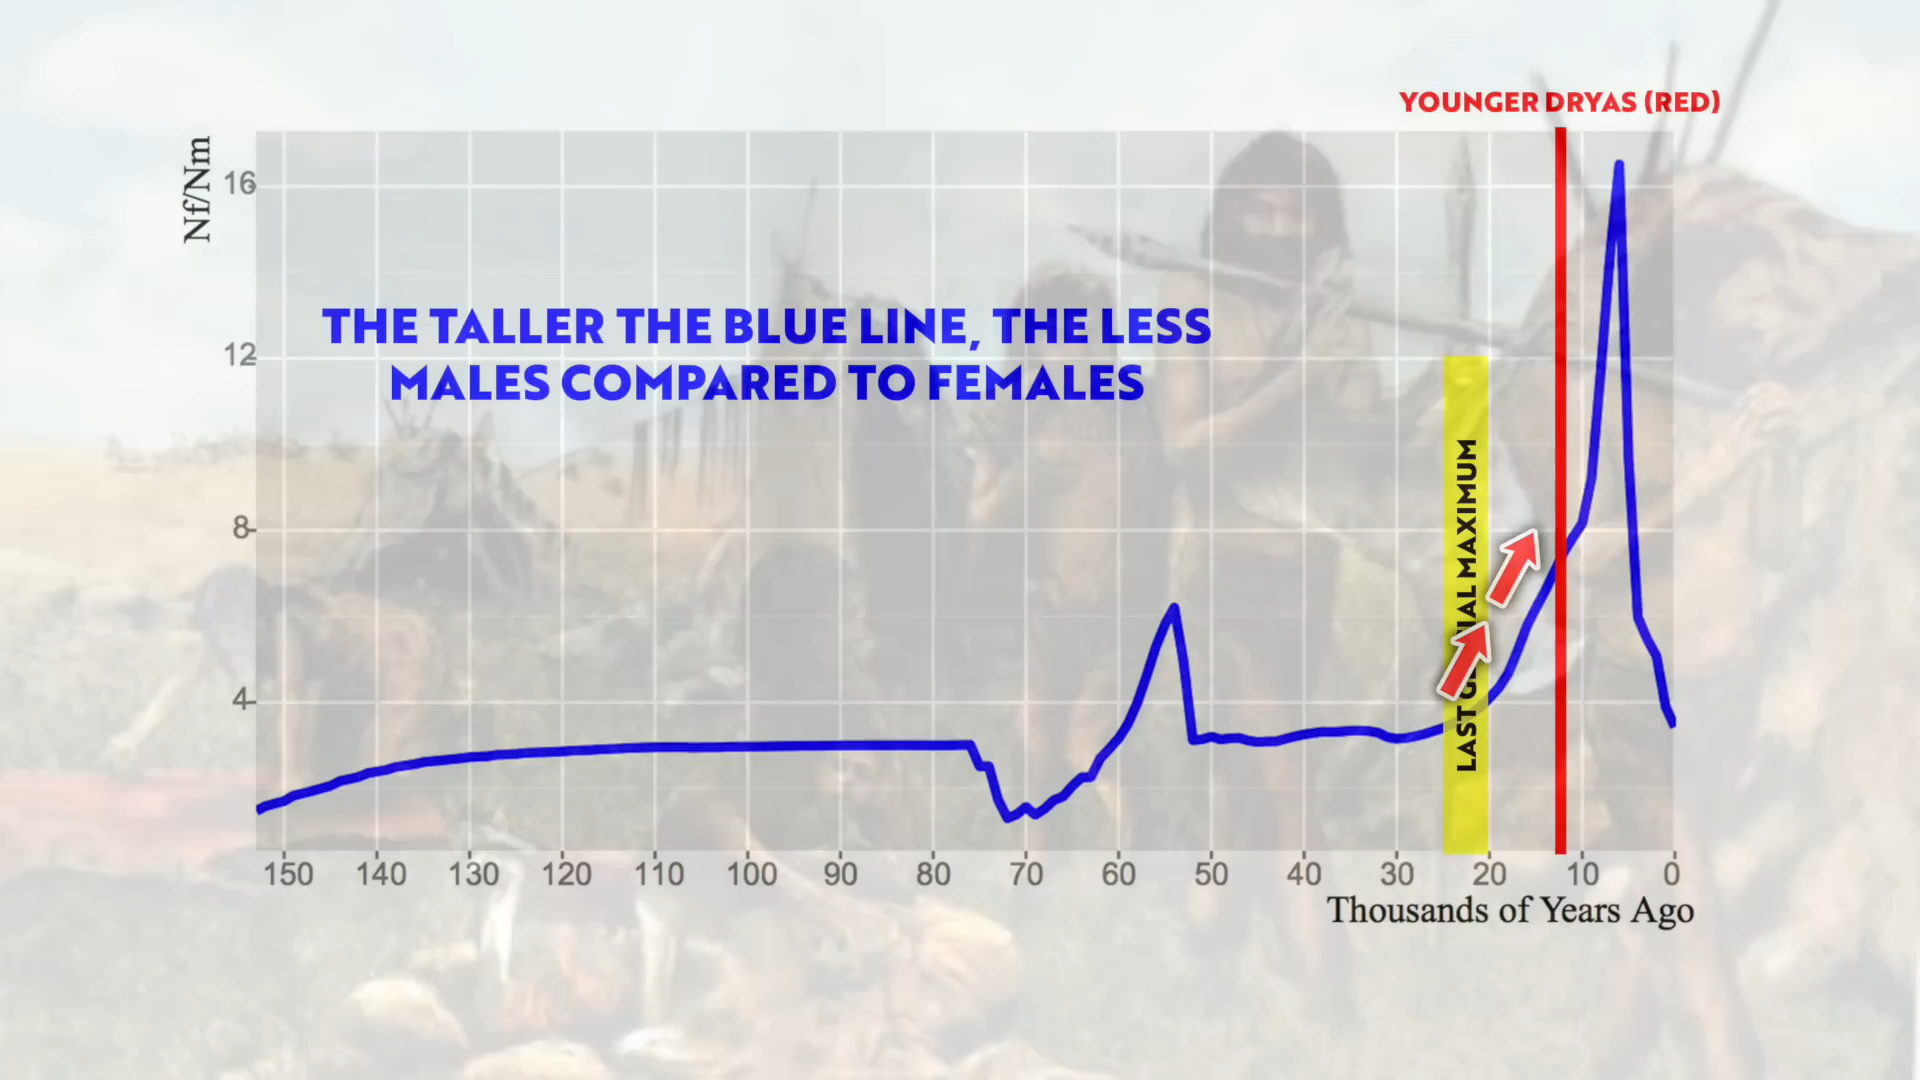 YOUNGER DRYAS (RED)
Nf/Nm
16
12
8
4
THE TALLER THE BLUE LINE, THE LESS
MALES COMPARED TO FEMALES
LAST G IAL MAXIMUM
150 140 130 120 110 100 90 80 70 60 50 40 30 20 10 0
Thousands of Years Ago